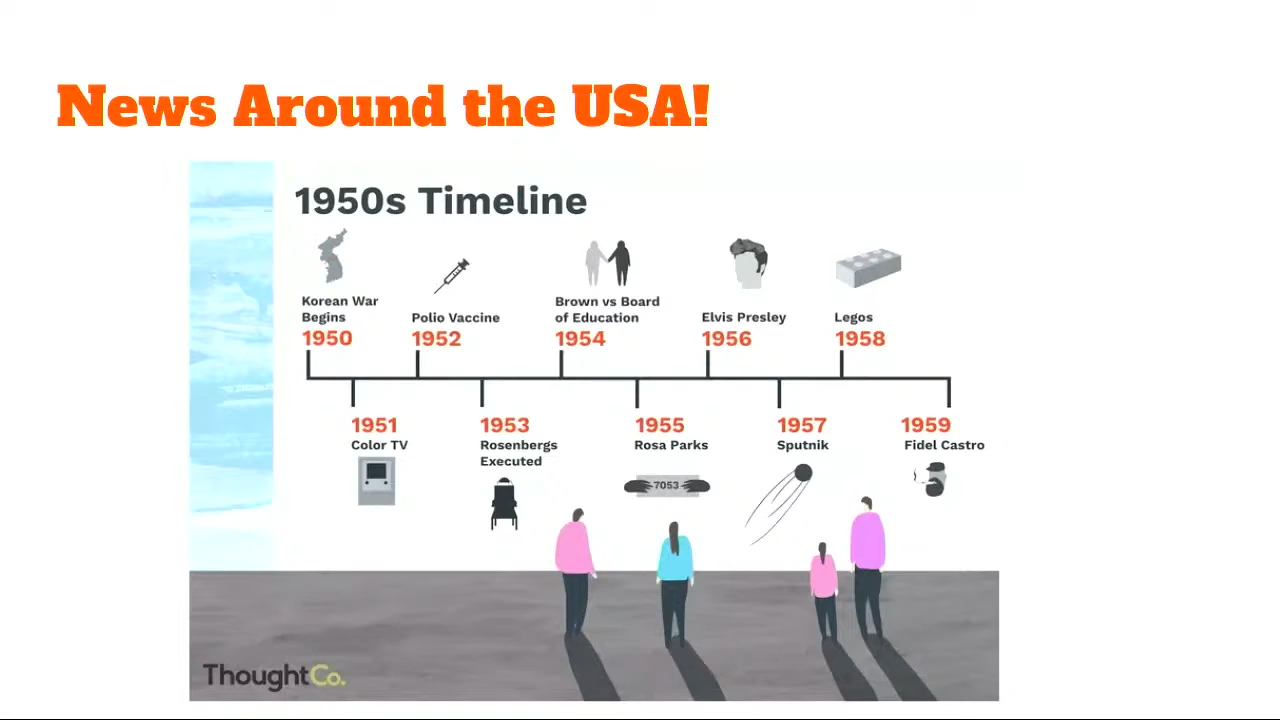 News Around the USA!
1950s Timeline
Korean War
Begins
1950
Polio Vaccine
1952
Brown vs Board
of Education
1954
Elvis Presley
1956
Legos
1958
1951
Color TV
1953
Rosenbergs
Executed
1955
Rosa Parks
7053
1957
Sputnik
1959
Fidel Castro
ThoughtCo.